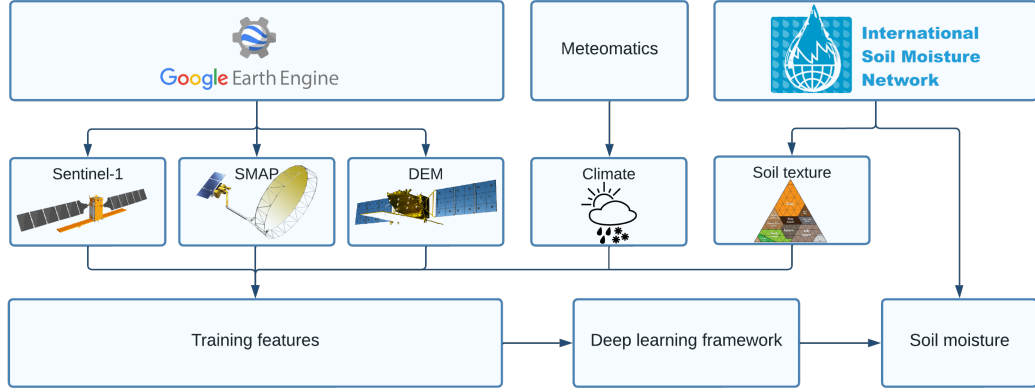 Google Earth Engine
Meteomatics
International
Soil Moisture
Network
Sentinel-1
SMAP
DEM
Climate
Soil texture
Training features
Deep learning framework
Soil moisture